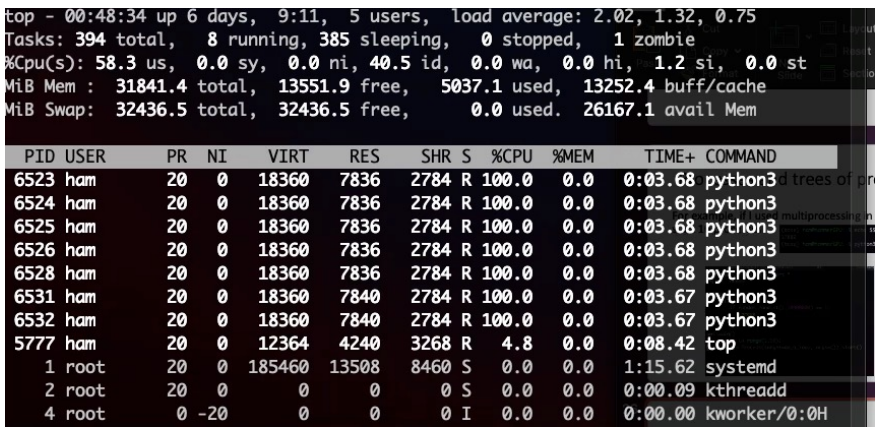 top - 00:48:34 up 6 days,  9:11,  5 users,  load average: 2.02, 1.32, 0.75
Tasks: 394 total,   8 running, 385 sleeping,   0 stopped,   1 zombie
%Cpu(s): 58.3 us,  0.0 sy,  0.0 ni, 40.5 id,  0.0 wa,  0.0 hi,  1.2 si,  0.0 st
MiB Mem :  31841.4 total,  13551.9 free,   5037.1 used,  13252.4 buff/cache
MiB Swap:  32436.5 total,  32436.5 free,      0.0 used.  26167.1 avail Mem
PID USER PR NI VIRT RES SHR S %CPU %MEM TIME+ COMMAND
6523 ham 20 0 18360 7836 2784 R 100.0 0.0 0:03.68 python3
6524 ham 20 0 18360 7836 2784 R 100.0 0.0 0:03.68 python3
6525 ham 20 0 18360 7836 2784 R 100.0 0.0 0:03.68 python3
6526 ham 20 0 18360 7836 2784 R 100.0 0.0 0:03.68 python3
6528 ham 20 0 18360 7836 2784 R 100.0 0.0 0:03.68 python3
6531 ham 20 0 18360 7840 2784 R 100.0 0.0 0:03.67 python3
6532 ham 20 0 18360 7840 2784 R 100.0 0.0 0:03.67 python3
5777 ham 20 0 12364 4240 3268 R 4.8 0.0 0:08.42 top
1 root 20 0 185460 13508 8460 S 0.0 0.0 1:15.62 systemd
2 root 20 0 0 0 0 S 0.0 0.0 0:00.09 kthreadd
4 root 0 -20 0 0 0 I 0.0 0.0 0:00.00 kworker/0:0H
d trees of pr
For example, if I used multiprocessing in